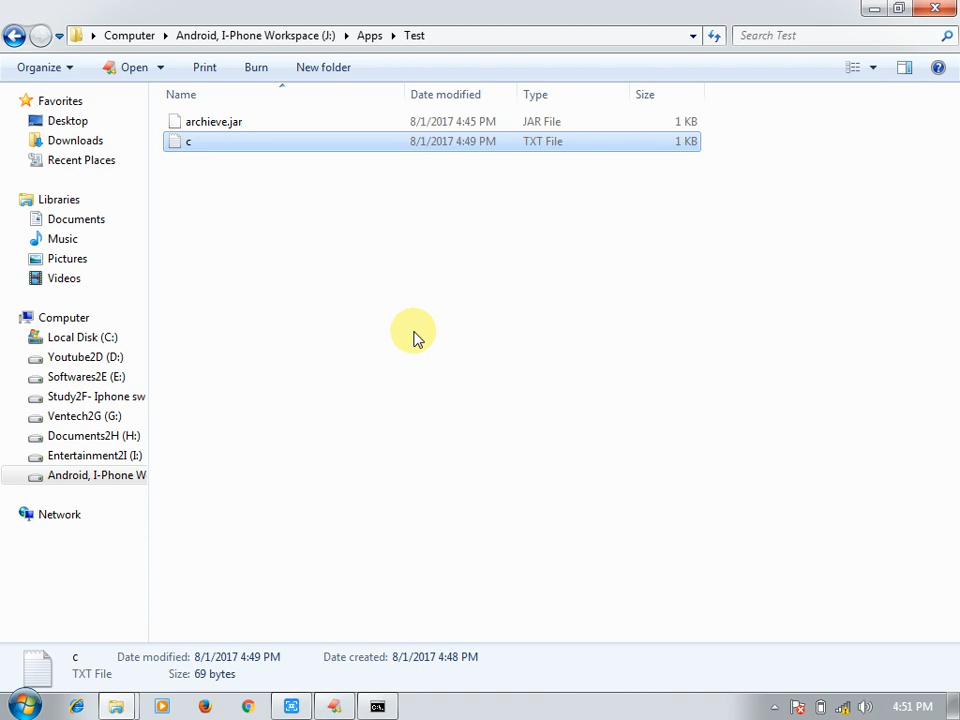 Computer Android, I-Phone Workspace (J:) Apps Test Search Test
Organize Open Print Burn New folder
Name Date modified Type Size
archieve.jar 8/1/2017 4:45 PM JAR File 1 KB
c 8/1/2017 4:49 PM TXT File 1 KB
Favorites
Desktop
Downloads
Recent Places
Libraries
Documents
Music
Pictures
Videos
Computer
Local Disk (C:)
Youtube2D (D:)
Softwares2E (E:)
Study2F- Iphone sw
Ventech2G (G:)
Documents2H (H:)
Entertainment2I (I:)
Android, I-Phone W
Network
c Date modified: 8/1/2017 4:49 PM Date created: 8/1/2017 4:48 PM
TXT File Size: 69 bytes
4:51 PM